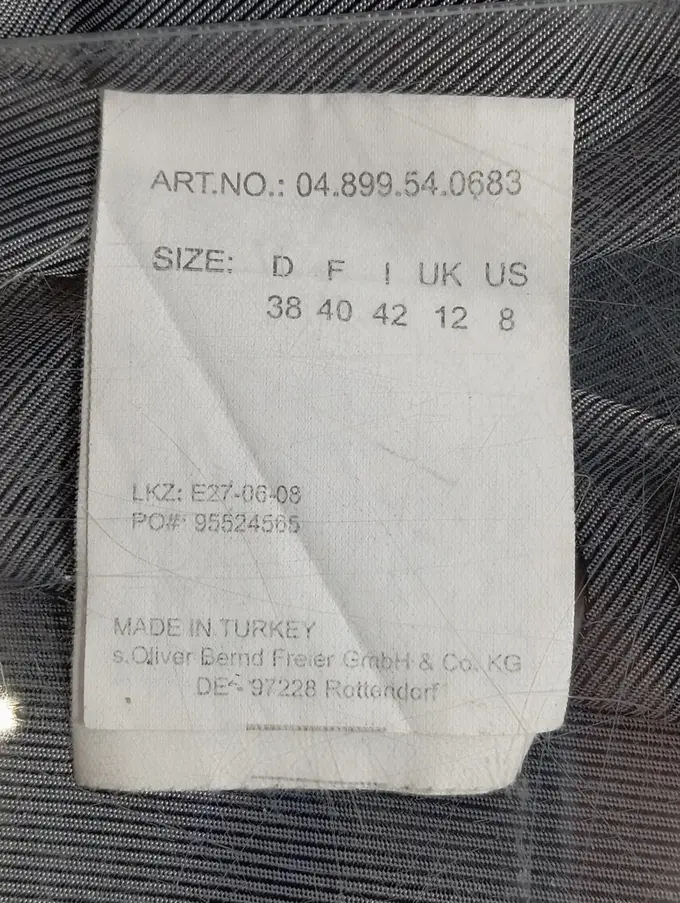 ART.NO.: 04.899.54.0683
SIZE: D F I UK US
38 40 42 12 8
LKZ: E27-06-08
PO#: 95524565
MADE IN TURKEY
s.Oliver Bernd Freier GmbH & Co. KG
DE- 97228 Rottendorf